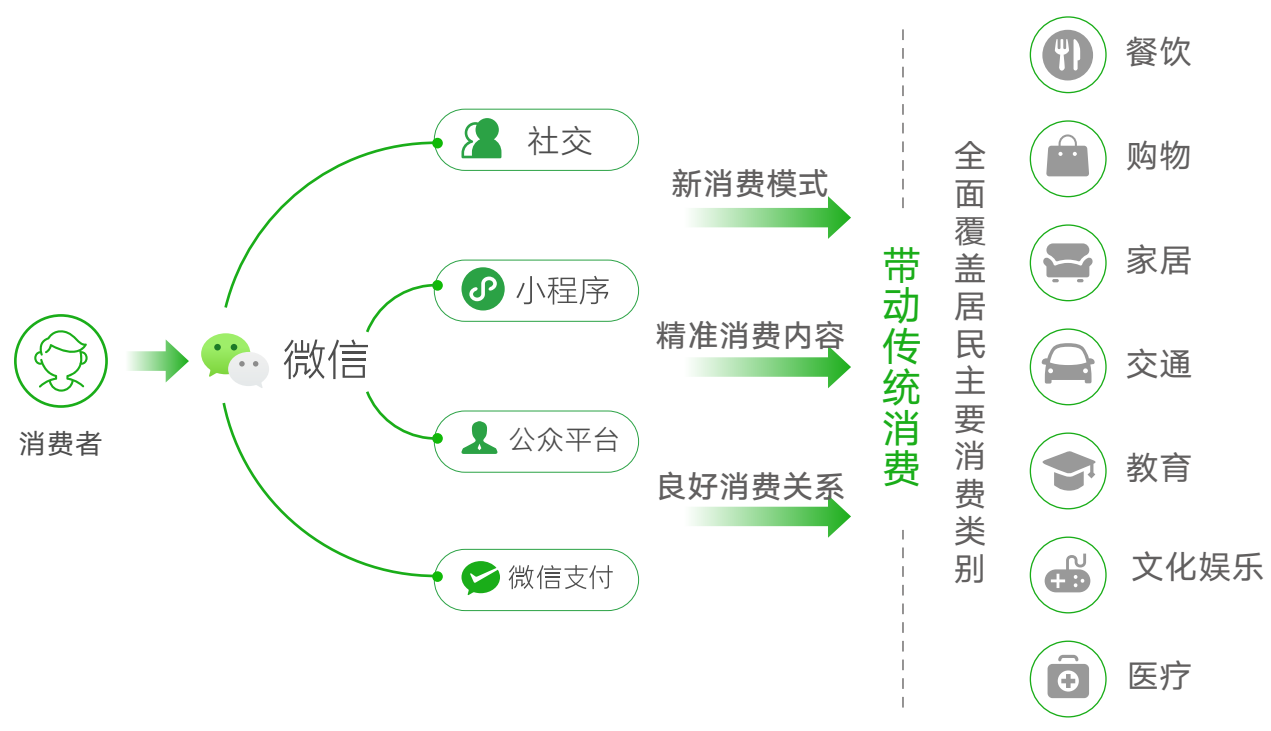 消费者
微信
社交
小程序
公众平台
微信支付
新消费模式
精准消费内容
良好消费关系
带动传统消费
全面覆盖居民主要消费类别
餐饮
购物
家居
交通
教育
文化娱乐
医疗